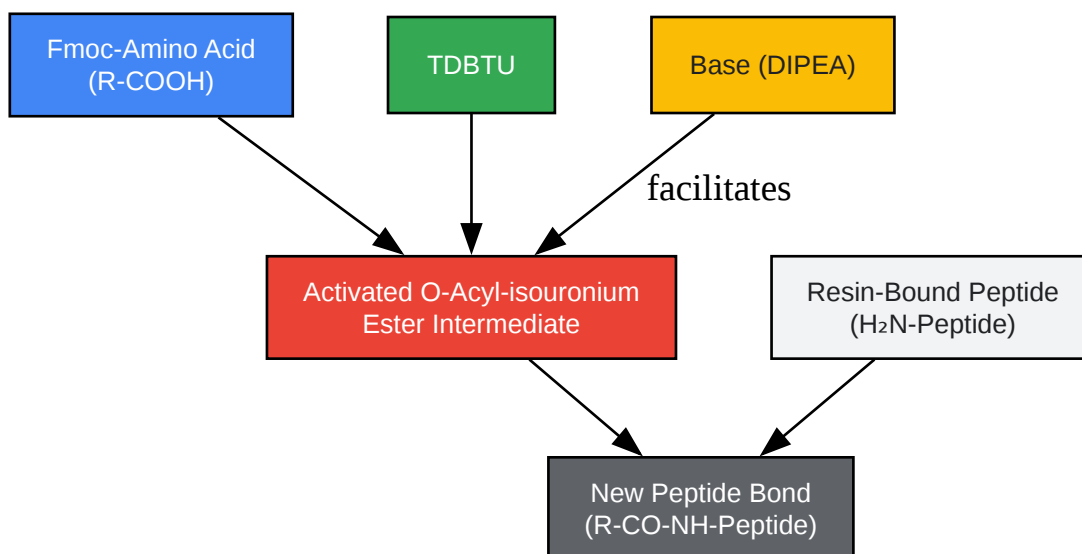 Fmoc-Amino Acid
(R-COOH)
TDBTU
Base (DIPEA)
facilitates
Activated O-Acyl-isouronium
Ester Intermediate
Resin-Bound Peptide
(H₂N-Peptide)
New Peptide Bond
(R-CO-NH-Peptide)